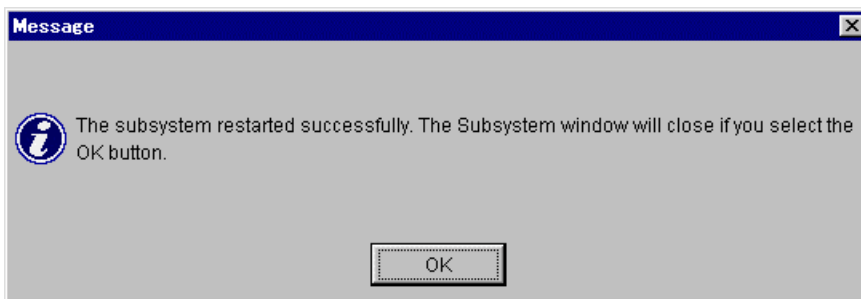 Message
The subsystem restarted successfully. The Subsystem window will close if you select the
OK button.
OK